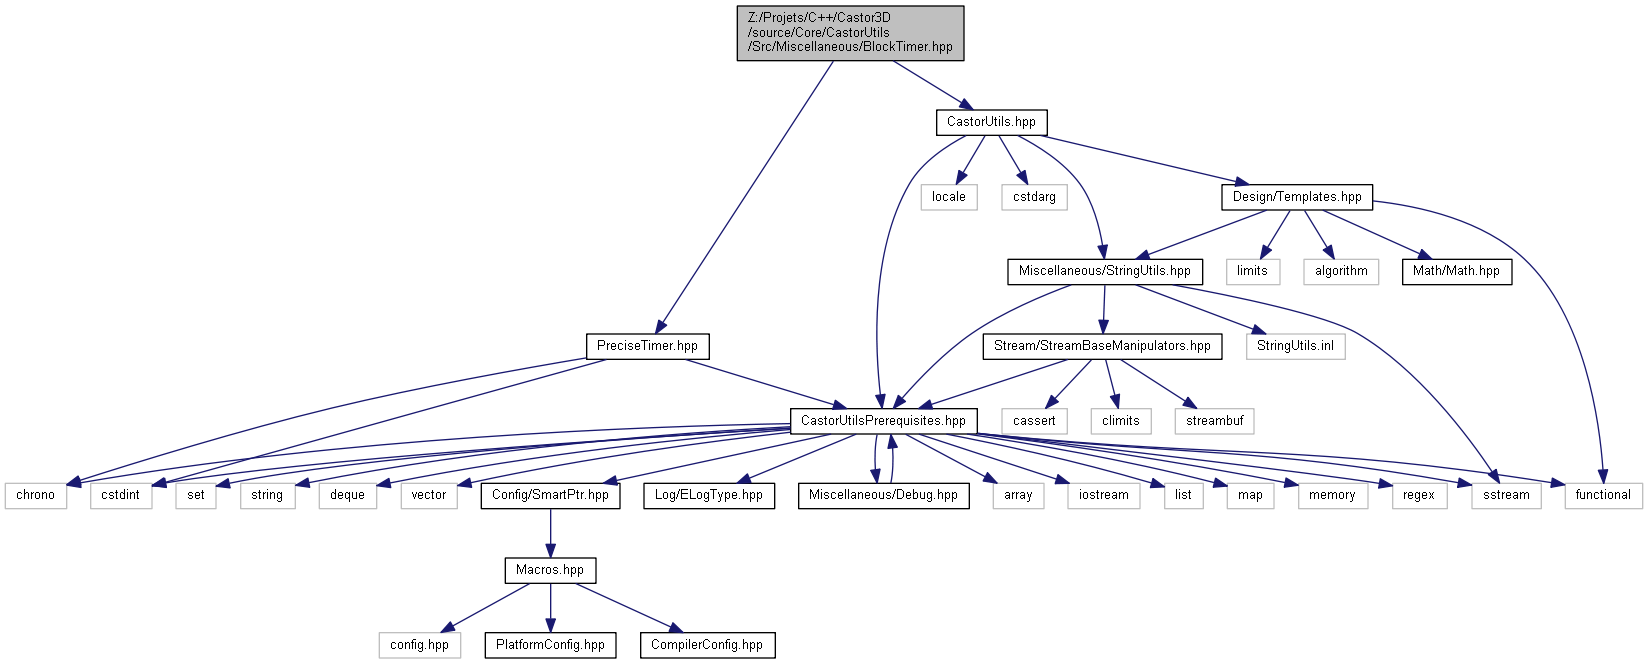 Z:/Projets/C++/Castor3D
/source/Core/CastorUtils
/Src/Miscellaneous/BlockTimer.hpp
CastorUtils.hpp
locale
cstdarg
Design/Templates.hpp
Miscellaneous/StringUtils.hpp
limits
algorithm
Math/Math.hpp
PreciseTimer.hpp
Stream/StreamBaseManipulators.hpp
StringUtils.inl
CastorUtilsPrerequisites.hpp
cassert
climits
streambuf
chrono
cstdint
set
string
deque
vector
Config/SmartPtr.hpp
Log/ELogType.hpp
Miscellaneous/Debug.hpp
array
iostream
list
map
memory
regex
sstream
functional
Macros.hpp
config.hpp
PlatformConfig.hpp
CompilerConfig.hpp